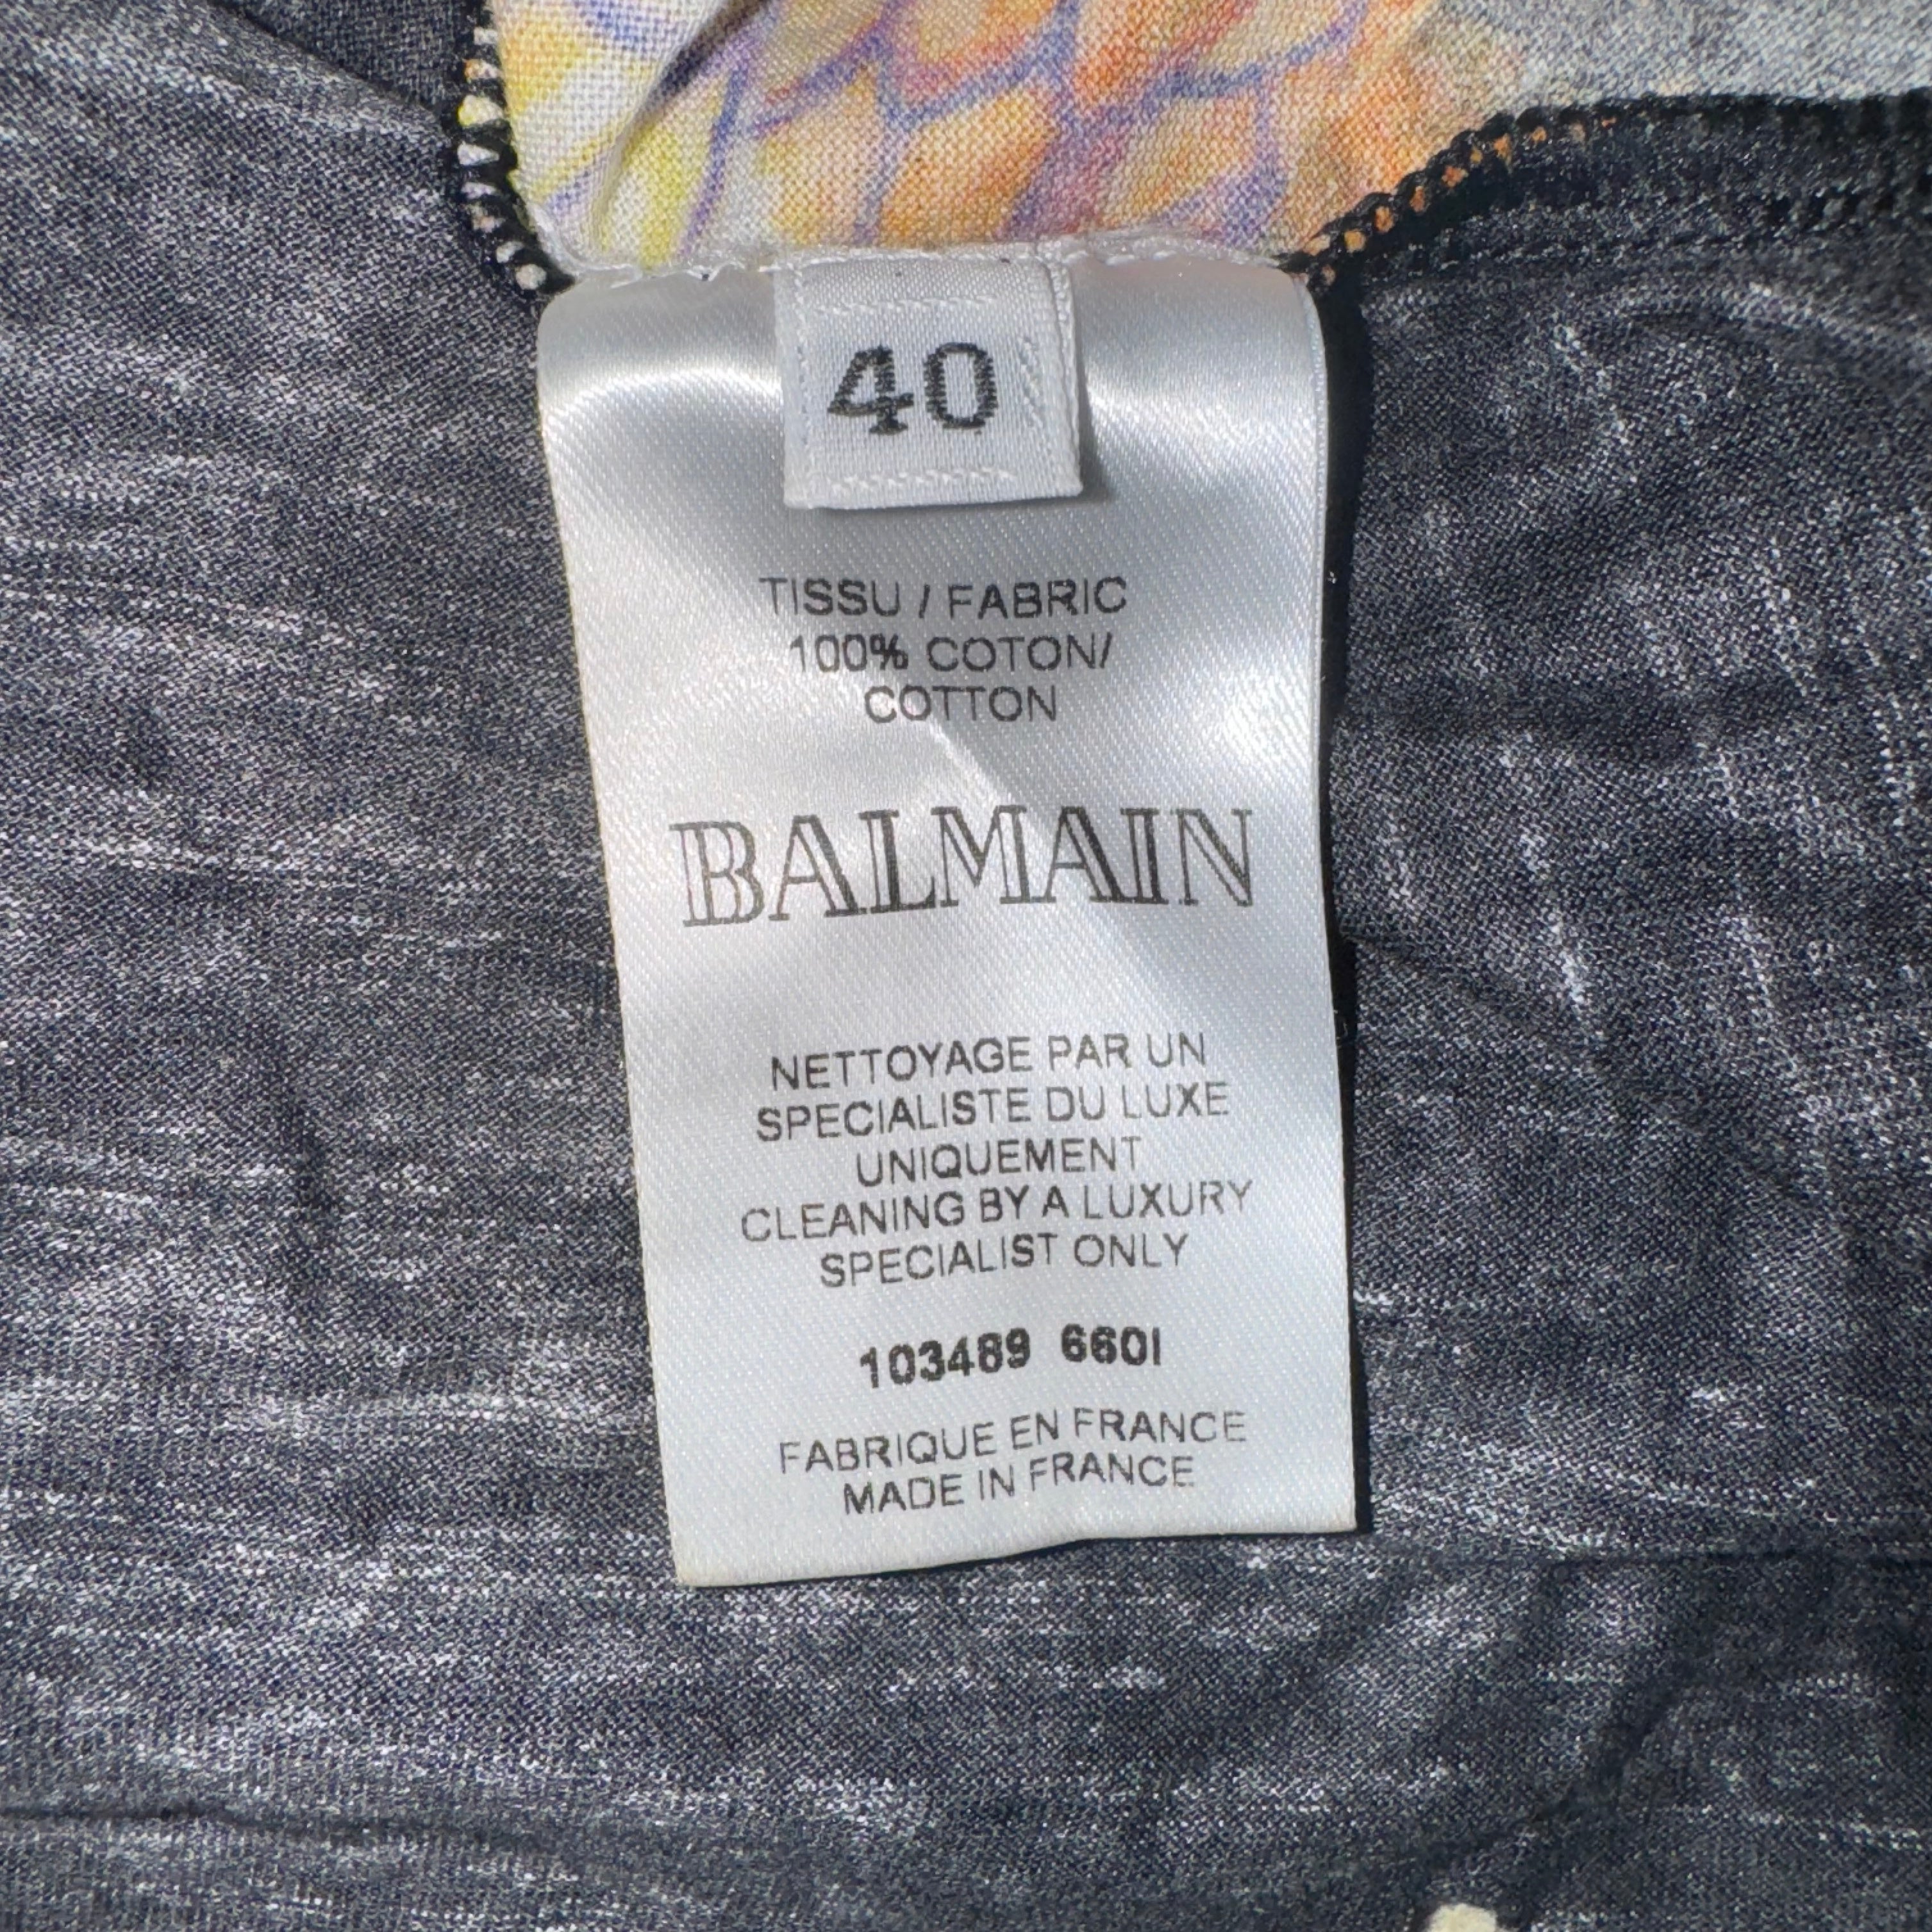 40
TISSU / FABRIC
100% COTON/
COTTON
BALMAIN
NETTOYAGE PAR UN
SPECIALISTE DU LUXE
UNIQUEMENT
CLEANING BY A LUXURY
SPECIALIST ONLY
103489 660I
FABRIQUE EN FRANCE
MADE IN FRANCE